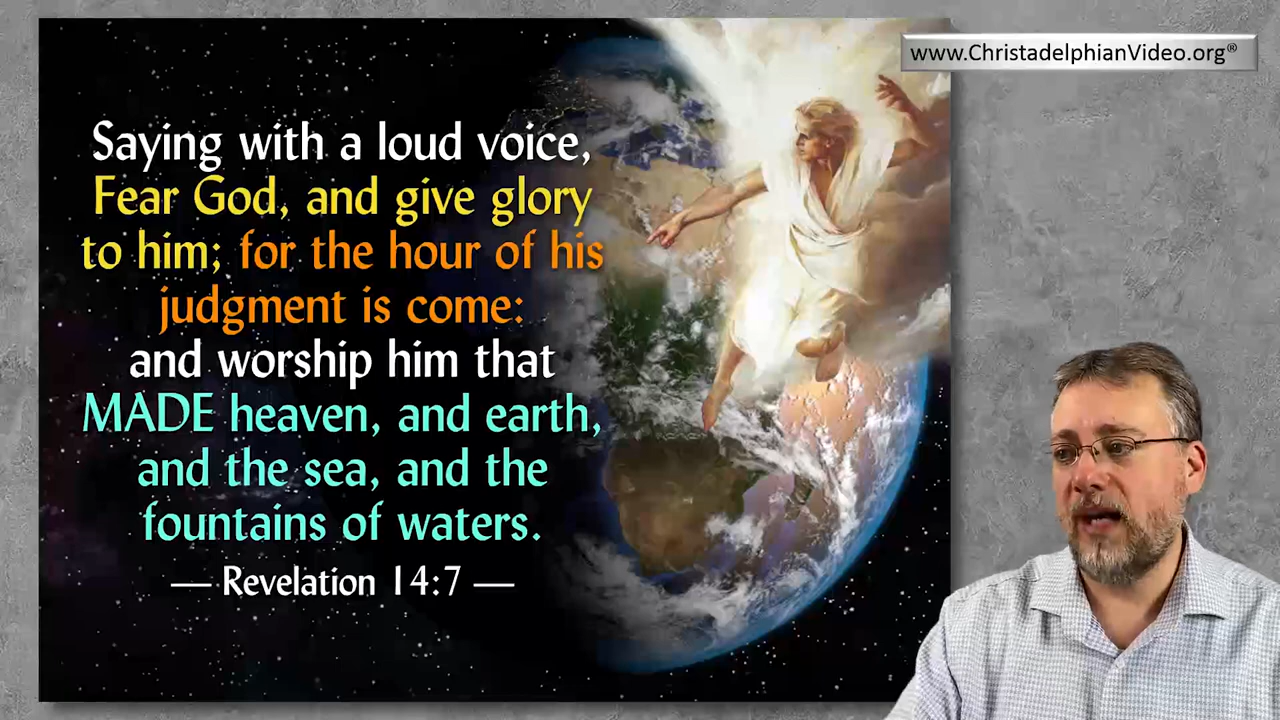 www.ChristadelphianVideo.org®
Saying with a loud voice,
Fear God, and give glory
to him; for the hour of his
judgment is come:
and worship him that
MADE heaven, and earth,
and the sea, and the
fountains of waters.
— Revelation 14:7 —